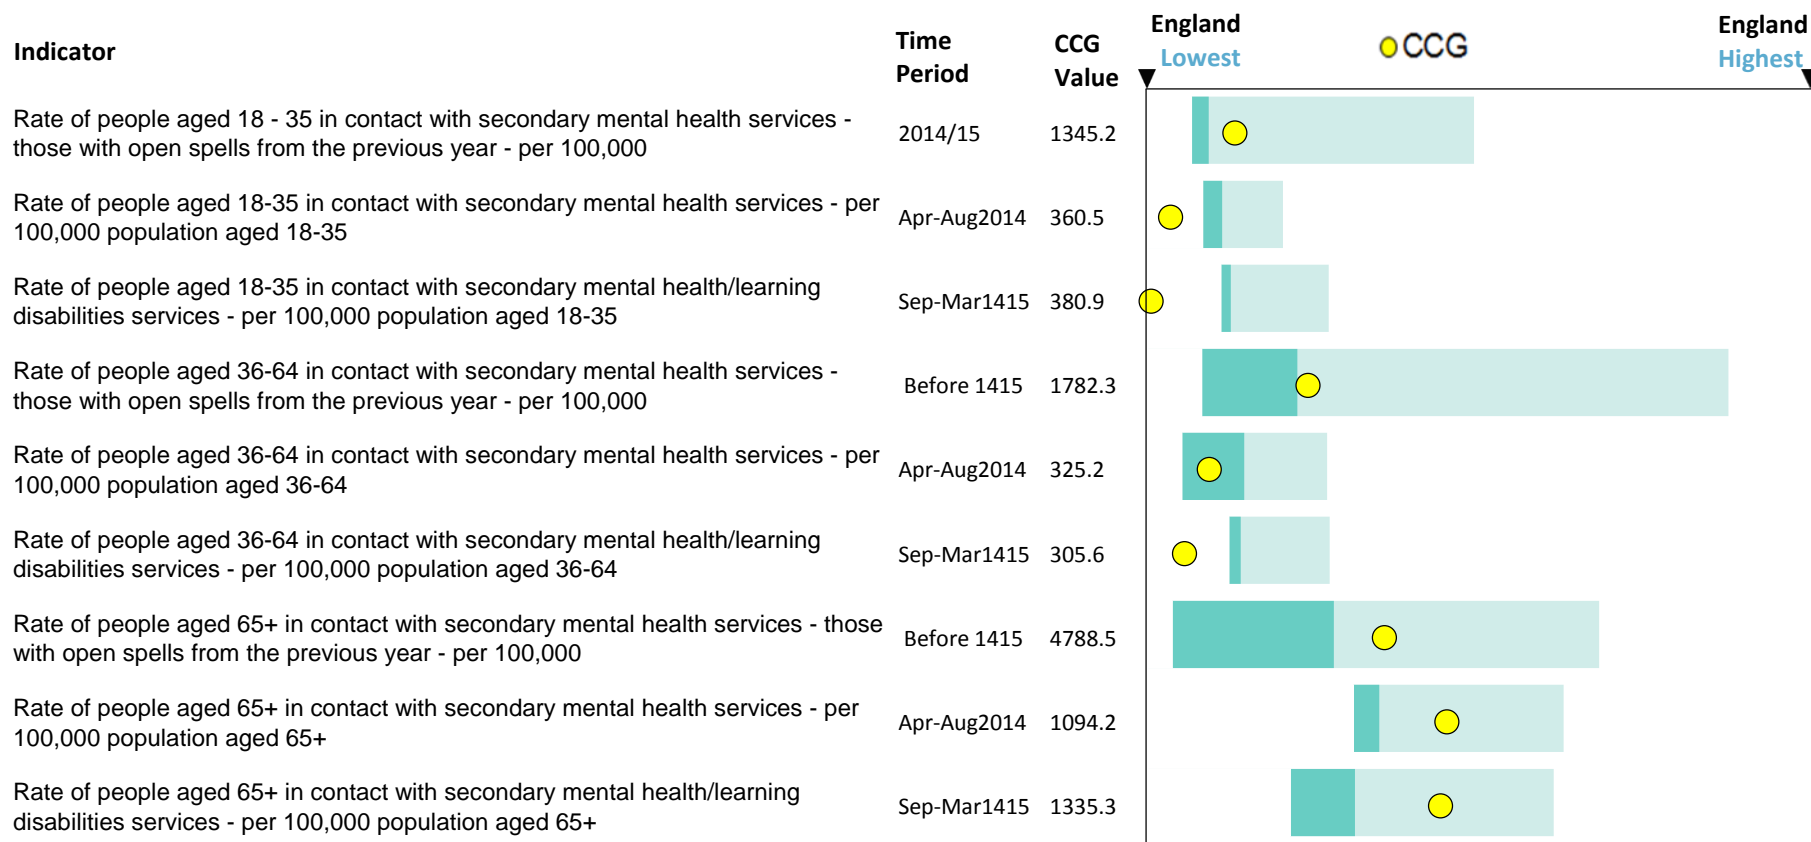 Indicator
Time Period
CCG Value
England Lowest
CCG
England Highest
Rate of people aged 18 - 35 in contact with secondary mental health services -
those with open spells from the previous year - per 100,000
2014/15 1345.2
Rate of people aged 18-35 in contact with secondary mental health services - per
100,000 population aged 18-35
Apr-Aug2014 360.5
Rate of people aged 18-35 in contact with secondary mental health/learning
disabilities services - per 100,000 population aged 18-35
Sep-Mar1415 380.9
Rate of people aged 36-64 in contact with secondary mental health services -
those with open spells from the previous year - per 100,000
Before 1415 1782.3
Rate of people aged 36-64 in contact with secondary mental health services - per
100,000 population aged 36-64
Apr-Aug2014 325.2
Rate of people aged 36-64 in contact with secondary mental health/learning
disabilities services - per 100,000 population aged 36-64
Sep-Mar1415 305.6
Rate of people aged 65+ in contact with secondary mental health services - those
with open spells from the previous year - per 100,000
Before 1415 4788.5
Rate of people aged 65+ in contact with secondary mental health services - per
100,000 population aged 65+
Apr-Aug2014 1094.2
Rate of people aged 65+ in contact with secondary mental health/learning
disabilities services - per 100,000 population aged 65+
Sep-Mar1415 1335.3